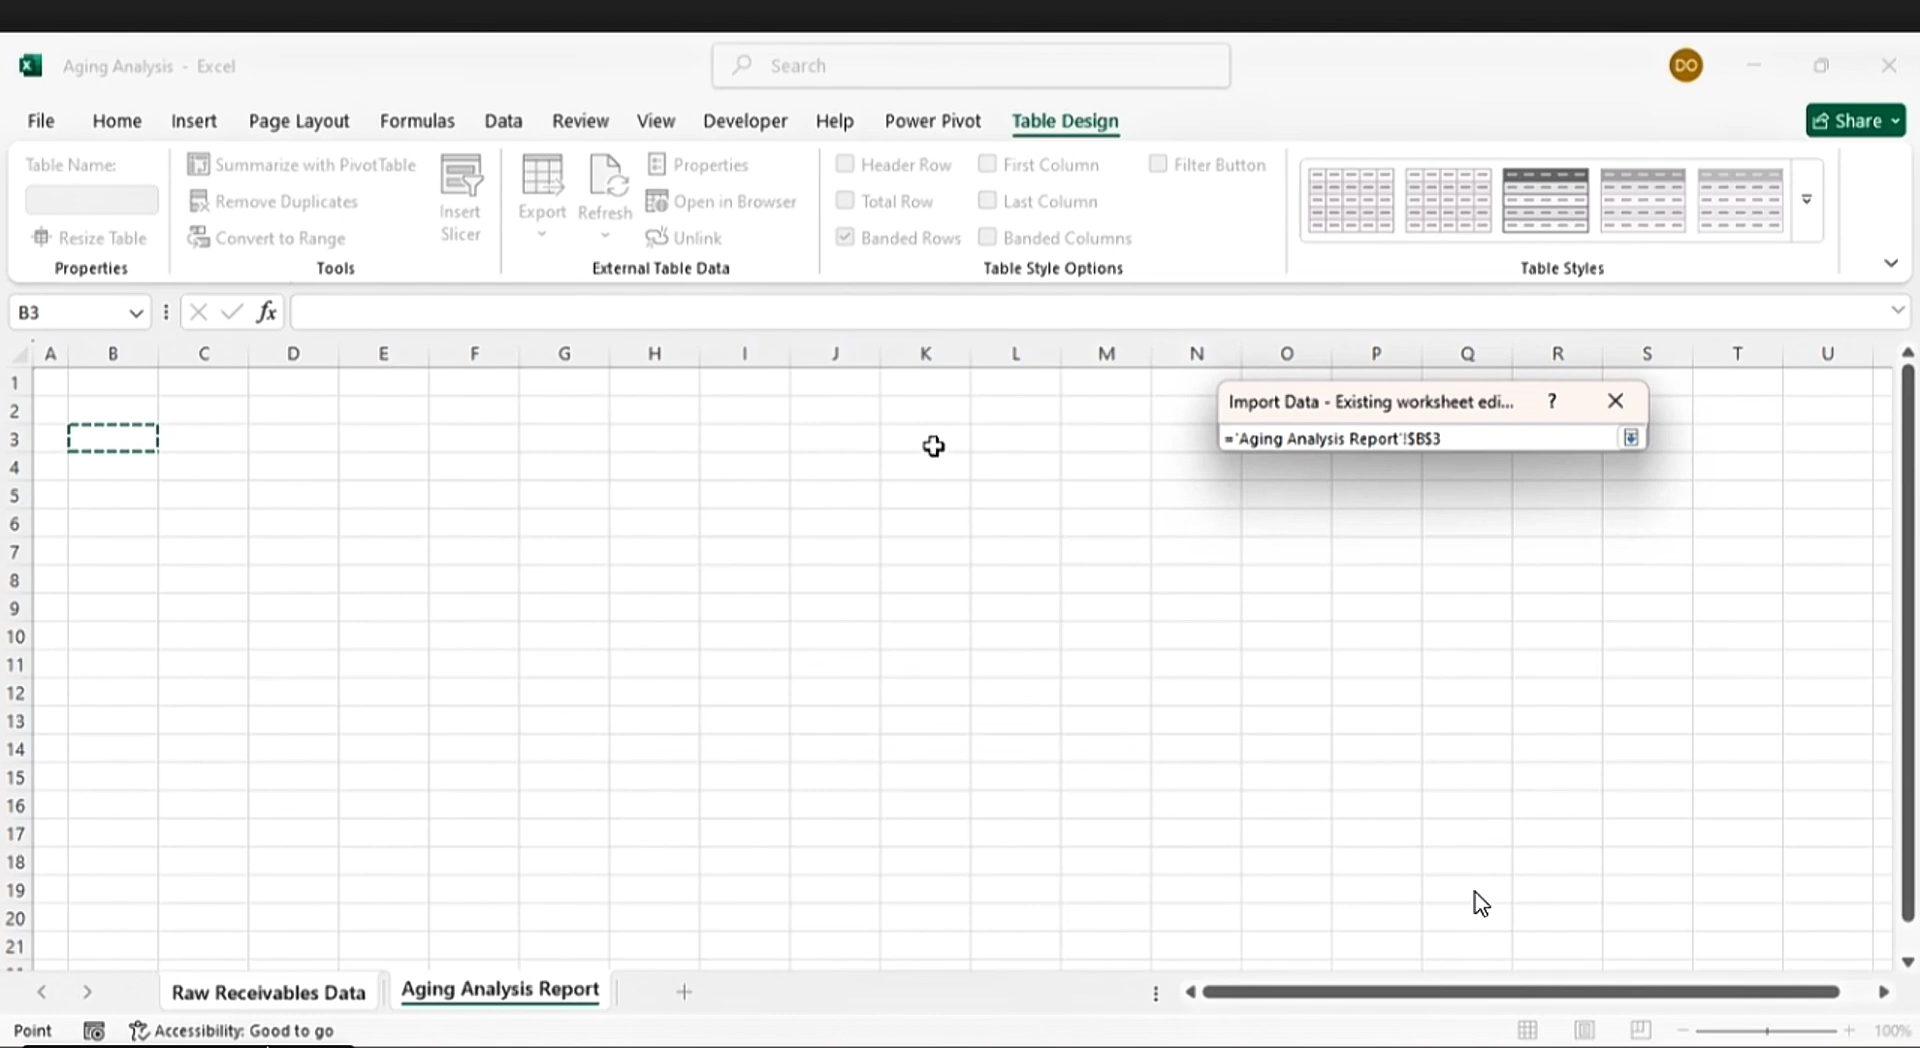 Aging Analysis - Excel
Search
DO
File Home Insert Page Layout Formulas Data Review View Developer Help Power Pivot Table Design
Share
Table Name:
Resize Table
Properties
Summarize with PivotTable
Remove Duplicates
Convert to Range
Tools
Insert
Slicer
Export
Refresh
Properties
Open in Browser
Unlink
External Table Data
Header Row
First Column
Filter Button
Total Row
Last Column
Banded Rows
Banded Columns
Table Style Options
Table Styles
B3
fx
A B C D E F G H I J K L M N O P Q R S T U
1
2
3
4
5
6
7
8
9
10
11
12
13
14
15
16
17
18
19
20
21
Import Data - Existing worksheet edi... ?
='Aging Analysis Report'!$B$3
Raw Receivables Data
Aging Analysis Report
Point
Accessibility: Good to go
100%